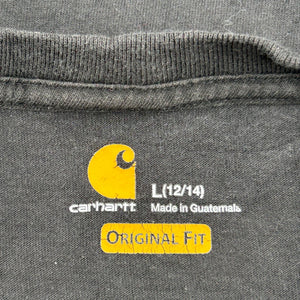 L(12/14)
carhartt Made in Guatemala
ORIGINAL FIT